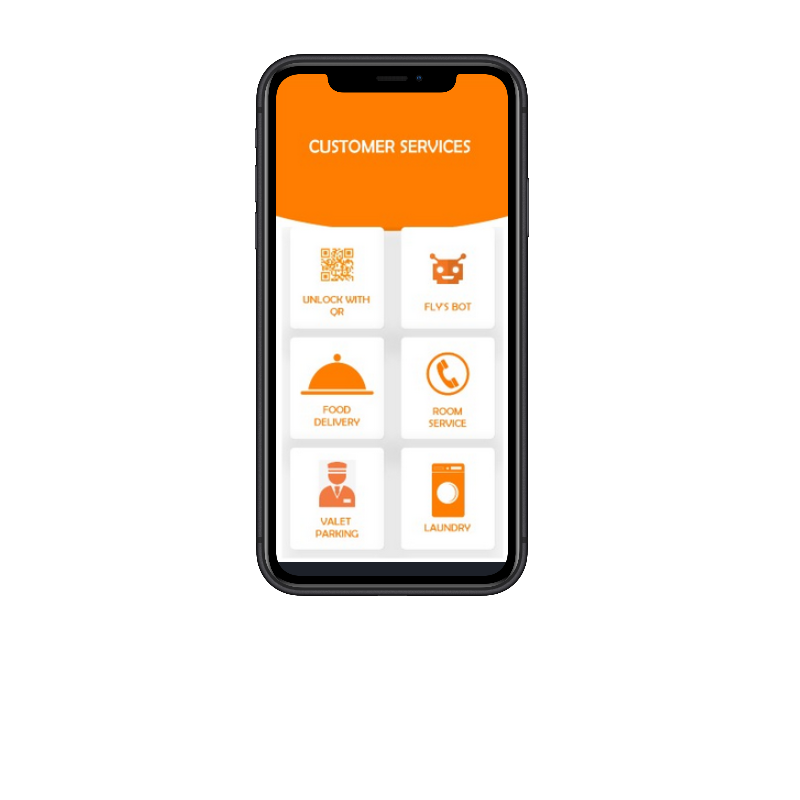 CUSTOMER SERVICES
UNLOCK WITH
QR
FLY'S BOT
FOOD
DELIVERY
ROOM
SERVICE
VALET
PARKING
LAUNDRY